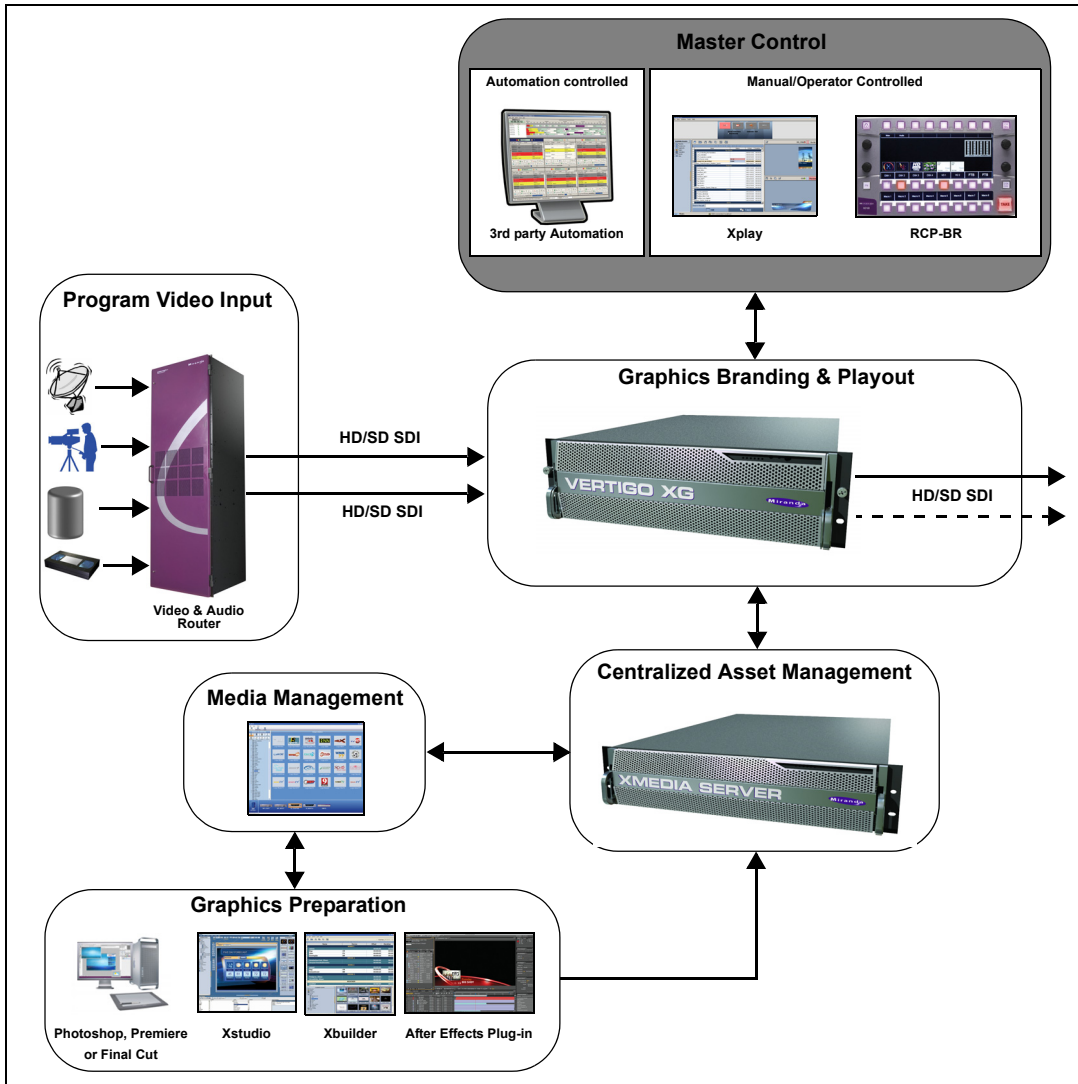 Master Control
Automation controlled
Manual/Operator Controlled
3rd party Automation
Xplay
RCP-BR
Program Video Input
Video & Audio
Router
HD/SD SDI
HD/SD SDI
Graphics Branding & Playout
VERTIGO XG
Miranda
HD/SD SDI
Centralized Asset Management
XMEDIA SERVER
Miranda
Media Management
Graphics Preparation
Photoshop, Premiere
or Final Cut
Xstudio
Xbuilder
After Effects Plug-in